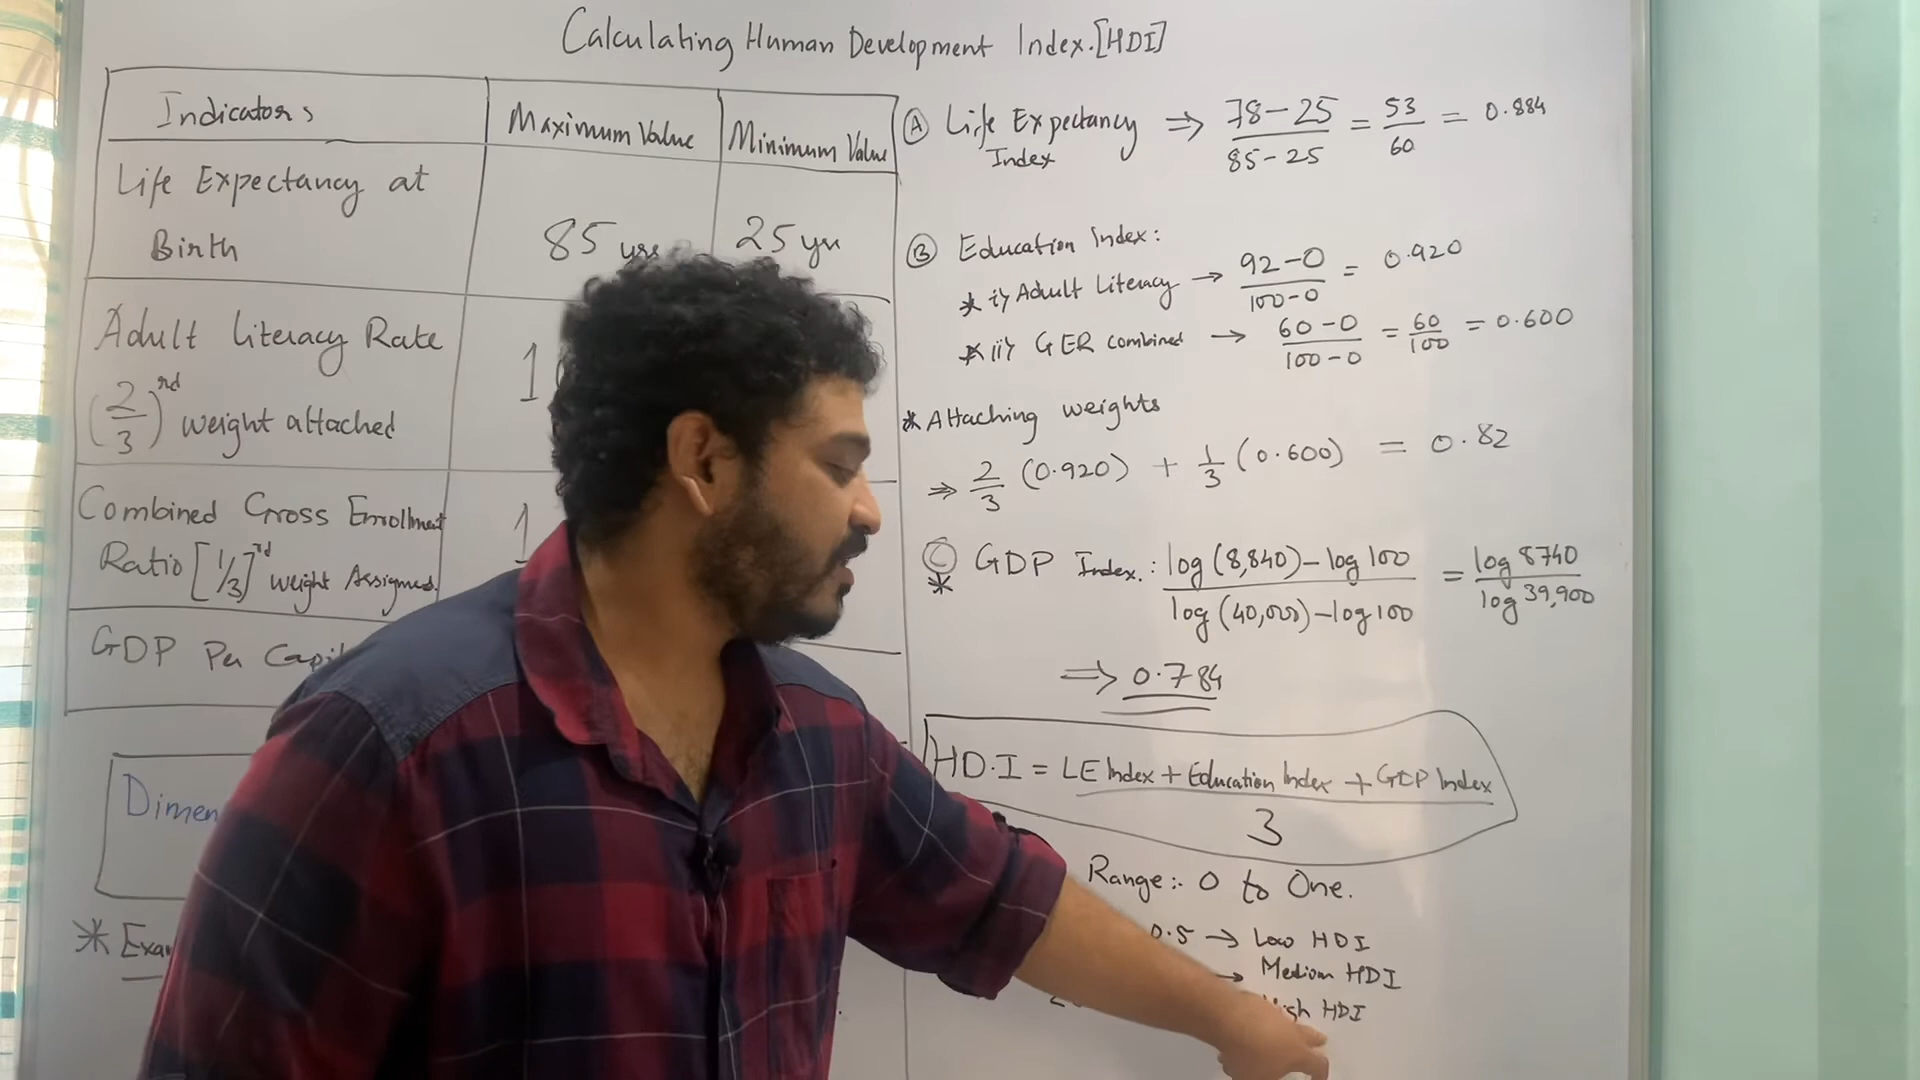 Calculating Human Development Index.[HDI]
Indicators
Maximum Value
Minimum Value
Life Expectancy at
Birth
85 yrs
25 yrs
Adult Literacy Rate
(2/3)rd weight attached
Combined Gross Enrollment
Ratio [1/3]rd weight Assigned.
GDP Per
Ⓐ Life Expectancy Index ⇒ 78-25/85-25 = 53/60 = 0.884
Ⓑ Education Index:
* i) Adult Literacy → 92-0/100-0 = 0.920
* ii) GER combined → 60-0/100-0 = 60/100 = 0.600
* Attaching weights
⇒ 2/3 (0.920) + 1/3 (0.600) = 0.82
Ⓒ * GDP Index.: log(8,840)-log 100/log(40,000)-log 100 = log 8740/log 39,900
⇒ 0.784
HD.I = LE Index + Education Index + GDP Index
3
Range:- 0 to One.
0.5 → Low HDI
→ Medium HDI
HDI